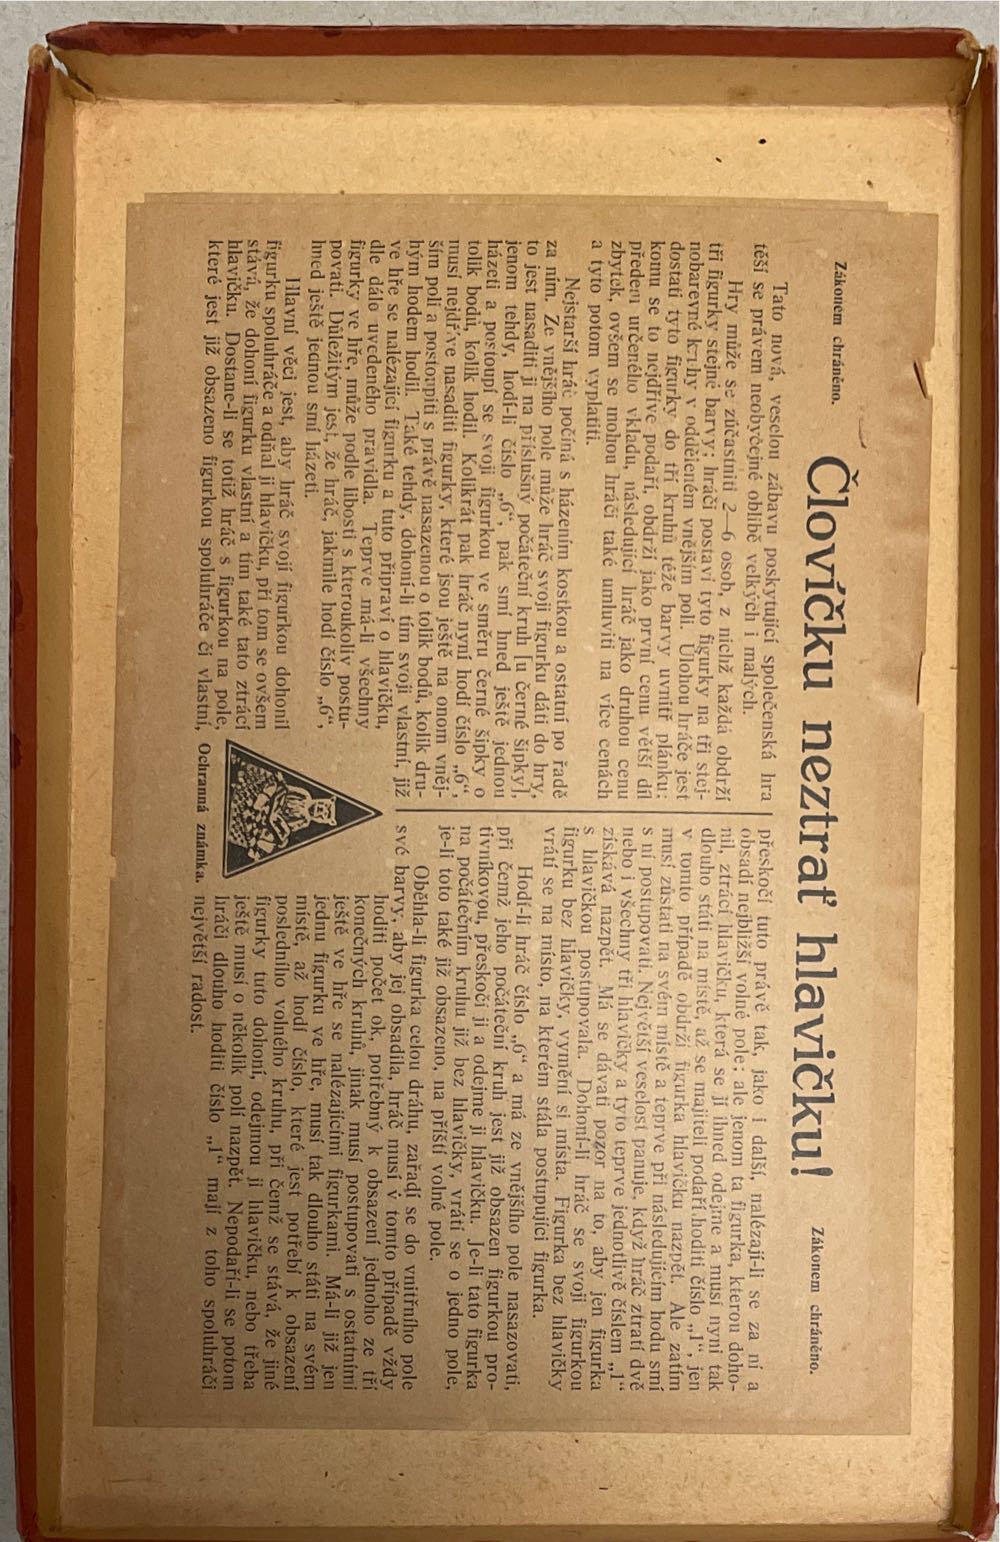 Zákonem chráněno.
Človíčku neztrať hlavičku!
Zákonem chráněno.
Tato nová, veselou zábavu poskytující společenská hra
těší se právem neobyčejné oblibě velkých i malých.
Hry může se zúčastniti 2—6 osob, z nichž každá obdrží
tři figurky stejné barvy; hráči postaví tyto figurky na tři stej-
nobarevné kruhy v odděleném vnějším poli. Úlohou hráče jest
dostati tyto figurky do tří kruhů téže barvy uvnitř plánku;
komu se to nejdříve podaří, obdrží jako první cenu větší díl
předem určeného vkladu, následující hráč jako druhou cenu
zbytek, ovšem se mohou hráči také umluviti na více cenách
a tyto potom vyplatiti.
Nejstarší hráč počíná s házením kostkou a ostatní po řadě
za ním. Ze vnějšího pole může hráč svoji figurku dáti do hry,
to jest nasaditi ji na příslušný počáteční kruh [u černé šipky],
jenom tehdy, hodí-li číslo „6“, pak smí hned ještě jednou
házeti a postoupí se svojí figurkou ve směru černé šipky o
tolik bodů, kolik hodil. Kolikrát pak hráč nyní hodí číslo „6“,
musí nejdříve nasaditi figurky, které jsou ještě na onom vněj-
ším poli a postoupiti s právě nasazenou o tolik bodů, kolik dru-
hým hodem hodil. Také tehdy, dohoní-li tím svoji vlastní, již
ve hře se nalézající figurku a tuto připraví o hlavičku,
dle dále uvedeného pravidla. Teprve má-li všechny
figurky ve hře, může podle libosti s kteroukoliv postu-
povati. Důležitým jest, že hráč, jakmile hodí číslo „6“,
hned ještě jednou smí házeti.
Hlavní věcí jest, aby hráč svojí figurkou dohonil
figurku spoluhráče a odňal jí hlavičku, při tom se ovšem
stává, že dohoní figurku vlastní a tím také tato ztrácí
hlavičku. Dostane-li se totiž hráč s figurkou na pole,
které jest již obsazeno figurkou spoluhráče či vlastní,
Ochranná známka.
přeskočí tuto právě tak, jako i další, nalézají-li se za ní a
obsadí nejbližší volné pole; ale jenom ta figurka, kterou doho-
nil, ztrácí hlavičku, která se jí ihned odejme a musí nyní tak
dlouho státi na místě, až se majiteli podaří hoditi číslo „1“, jen
v tomto případě obdrží figurka hlavičku nazpět. Ale zatím
musí zůstati na svém místě a teprve při následujícím hodu smí
s ní postupovati. Největší veselost panuje, když hráč ztratí dvě
nebo i všechny tři hlavičky a tyto teprve jednotlivě číslem „1“
získává nazpět. Má se dávati pozor na to, aby jen figurka
s hlavičkou postupovala. Dohoní-li hráč se svojí figurkou
figurku bez hlavičky, vymění si místa. Figurka bez hlavičky
vrátí se na místo, na kterém stála postupující figurka.
Hodí-li hráč číslo „6“ a má ze vnějšího pole nasazovati,
při čemž jeho počáteční kruh jest již obsazen figurkou pro-
tivníkovou, přeskočí ji a odejme jí hlavičku. Je-li tato figurka
na počátečním kruhu již bez hlavičky, vrátí se o jedno pole,
je-li toto také již obsazeno, na příští volné pole.
Oběhla-li figurka celou dráhu, zařadí se do vnitřního pole
své barvy, aby jej obsadila, hráč musí v tomto případě vždy
hoditi počet ok, potřebný k obsazení jednoho ze tří
konečných kruhů, jinak musí postupovati s ostatními
ještě ve hře se nalézajícími figurkami. Má-li již jen
jednu figurku ve hře, musí tak dlouho státi na svém
místě, až hodí číslo, které jest potřebí k obsazení
posledního volného kruhu, při čemž se stává, že jiné
figurky tuto dohoní, odejmou jí hlavičku, nebo třeba
ještě musí o několik polí nazpět. Nepodaří-li se potom
hráči dlouho hoditi číslo „1“ mají z toho spoluhráči
největší radost.